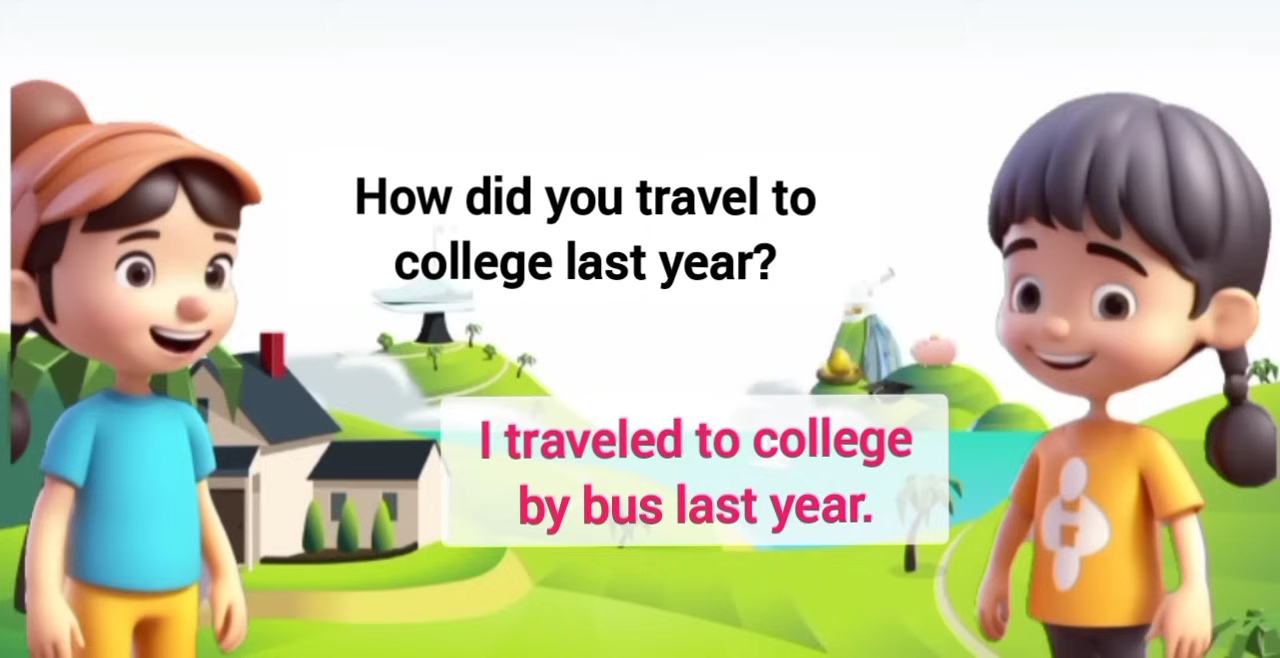 How did you travel to
college last year?
I traveled to college
by bus last year.